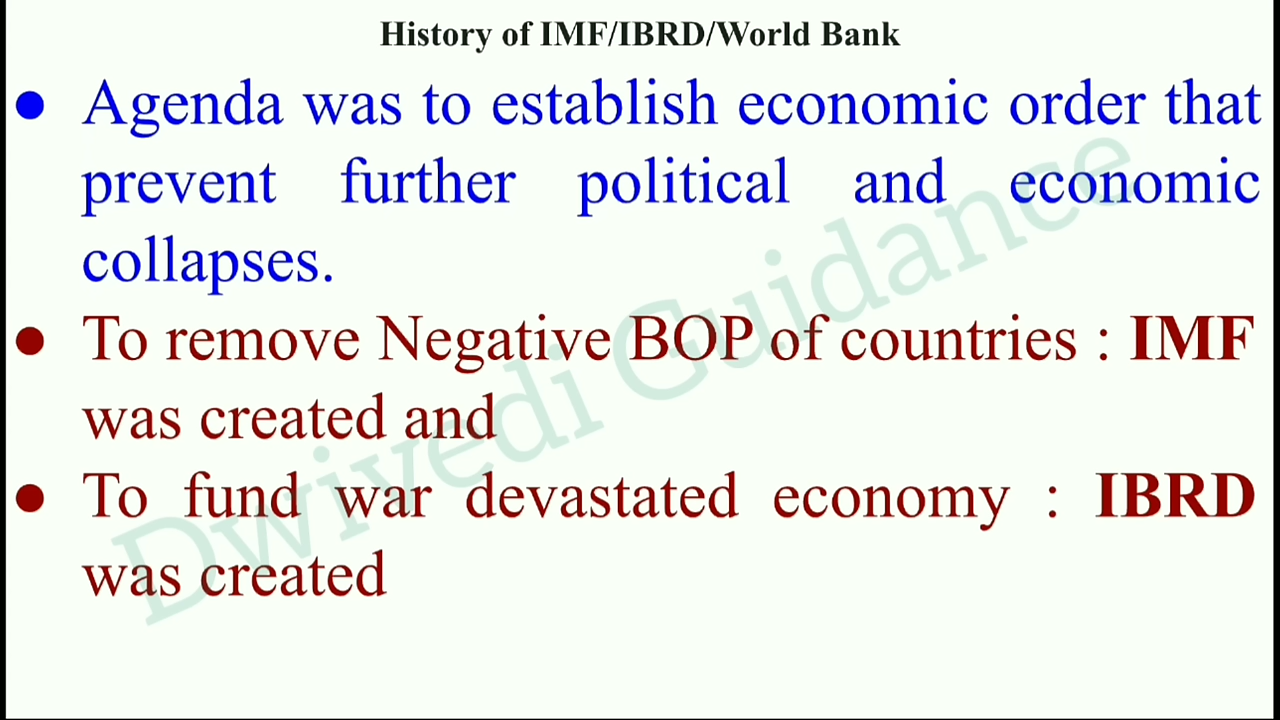 History of IMF/IBRD/World Bank
● Agenda was to establish economic order that
prevent further political and economic
collapses.
● To remove Negative BOP of countries : IMF
was created and
● To fund war devastated economy : IBRD
was created
Dwivedi Guidance